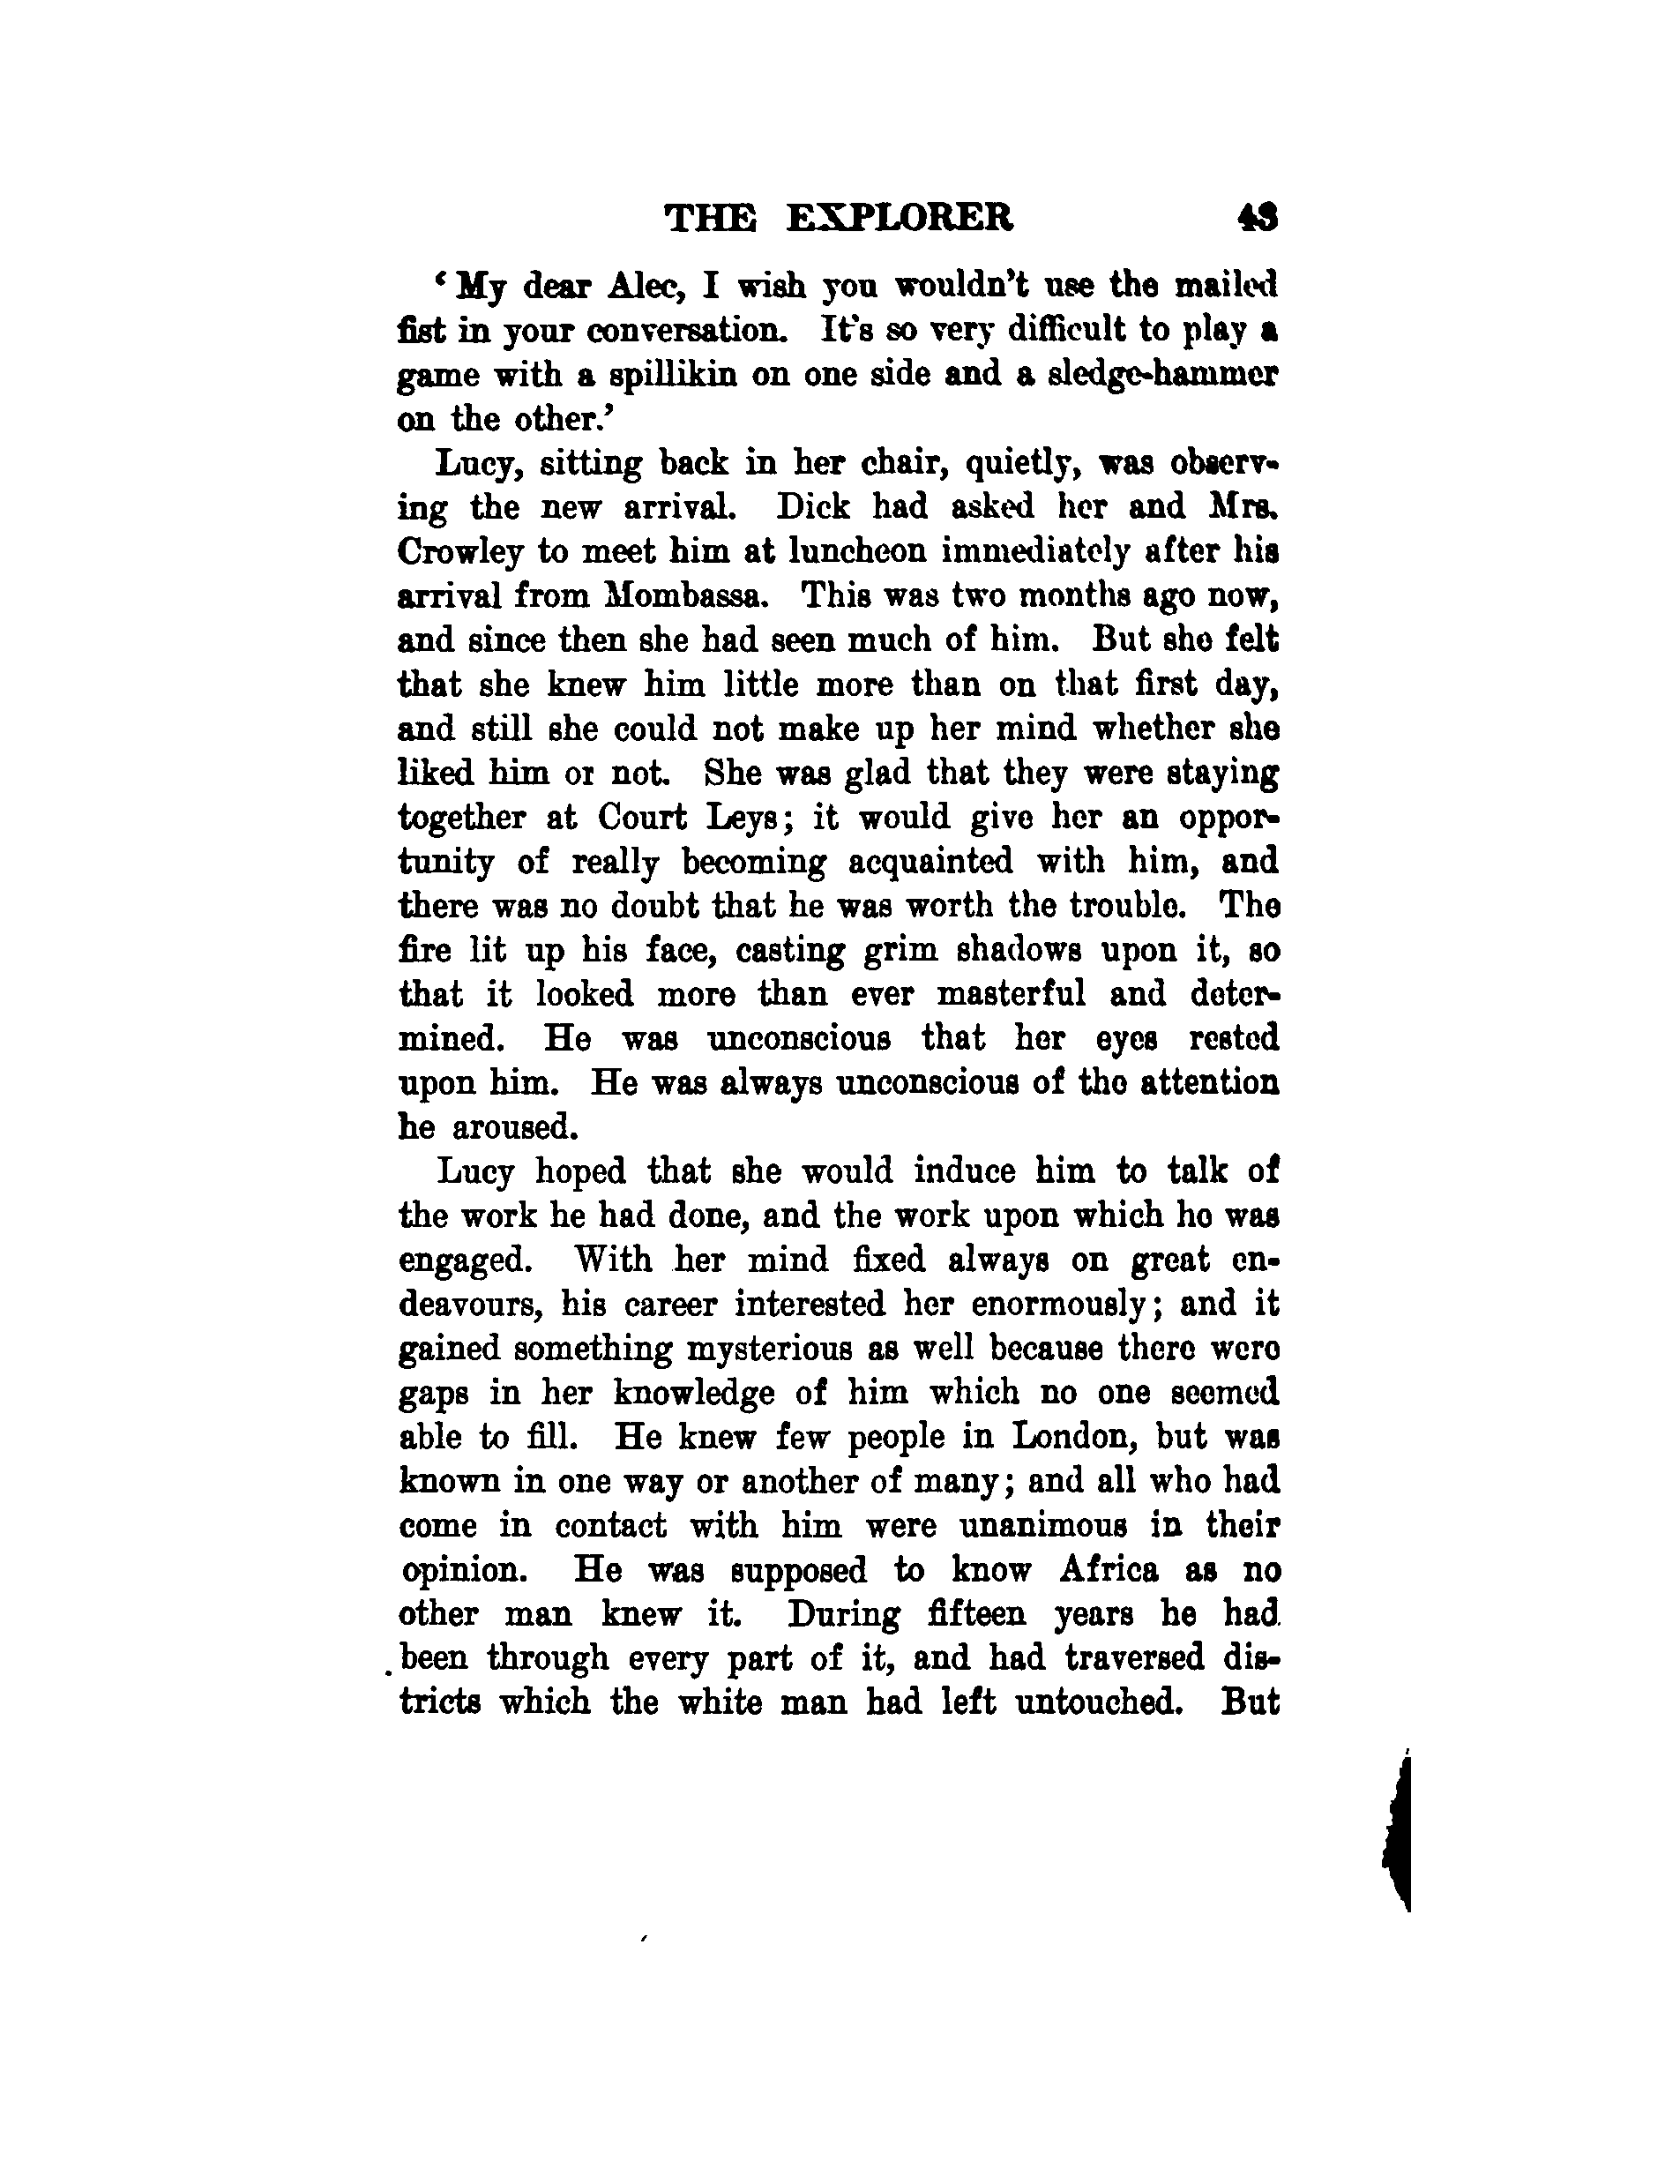 THE EXPLORER 43
‘My dear Alec, I wish you wouldn't use the mailed
fist in your conversation. It's so very difficult to play a
game with a spillikin on one side and a sledge-hammer
on the other.’
Lucy, sitting back in her chair, quietly, was observ-
ing the new arrival. Dick had asked her and Mrs.
Crowley to meet him at luncheon immediately after his
arrival from Mombassa. This was two months ago now,
and since then she had seen much of him. But she felt
that she knew him little more than on that first day,
and still she could not make up her mind whether she
liked him or not. She was glad that they were staying
together at Court Leys; it would give her an oppor-
tunity of really becoming acquainted with him, and
there was no doubt that he was worth the trouble. The
fire lit up his face, casting grim shadows upon it, so
that it looked more than ever masterful and deter-
mined. He was unconscious that her eyes rested
upon him. He was always unconscious of the attention
he aroused.
Lucy hoped that she would induce him to talk of
the work he had done, and the work upon which he was
engaged. With her mind fixed always on great en-
deavours, his career interested her enormously; and it
gained something mysterious as well because there were
gaps in her knowledge of him which no one seemed
able to fill. He knew few people in London, but was
known in one way or another of many; and all who had
come in contact with him were unanimous in their
opinion. He was supposed to know Africa as no
other man knew it. During fifteen years he had
been through every part of it, and had traversed dis-
tricts which the white man had left untouched. But